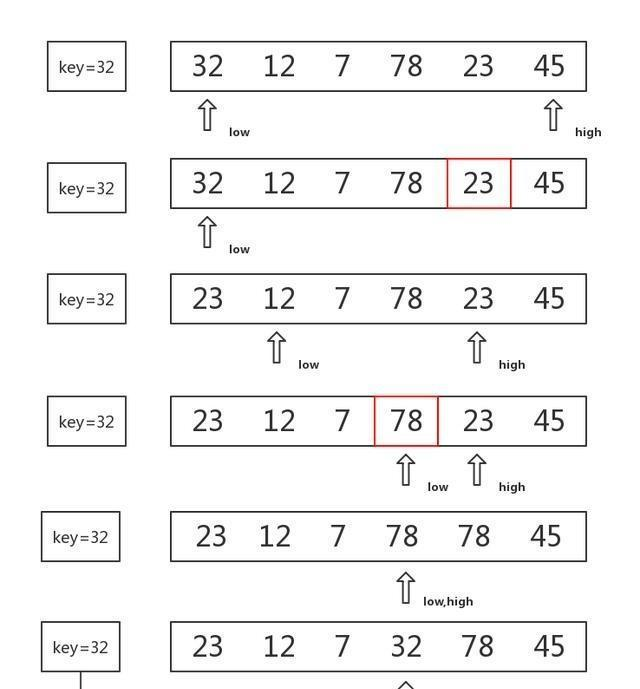 key=32 32 12 7 78 23 45
low high
key=32 32 12 7 78 23 45
low
key=32 23 12 7 78 23 45
low high
key=32 23 12 7 78 23 45
low high
key=32 23 12 7 78 78 45
low,high
key=32 23 12 7 32 78 45